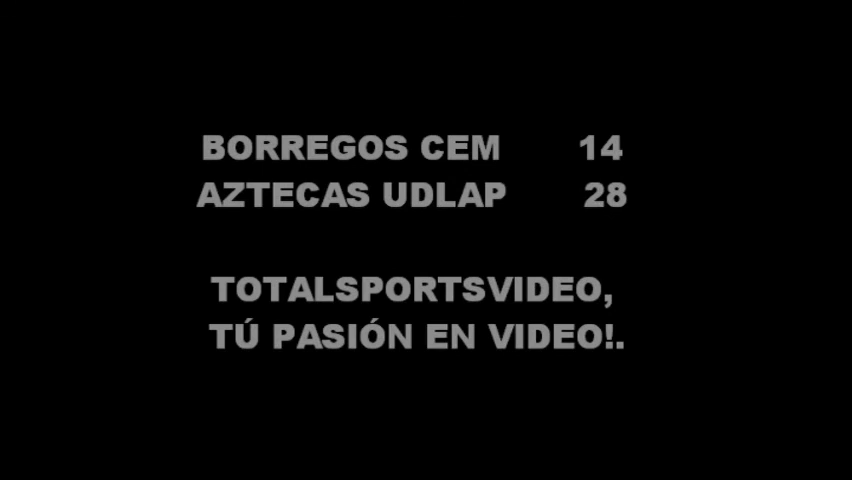 BORREGOS CEM 14
AZTECAS UDLAP 28
TOTALSPORTSVIDEO,
TÚ PASIÓN EN VIDEO!.